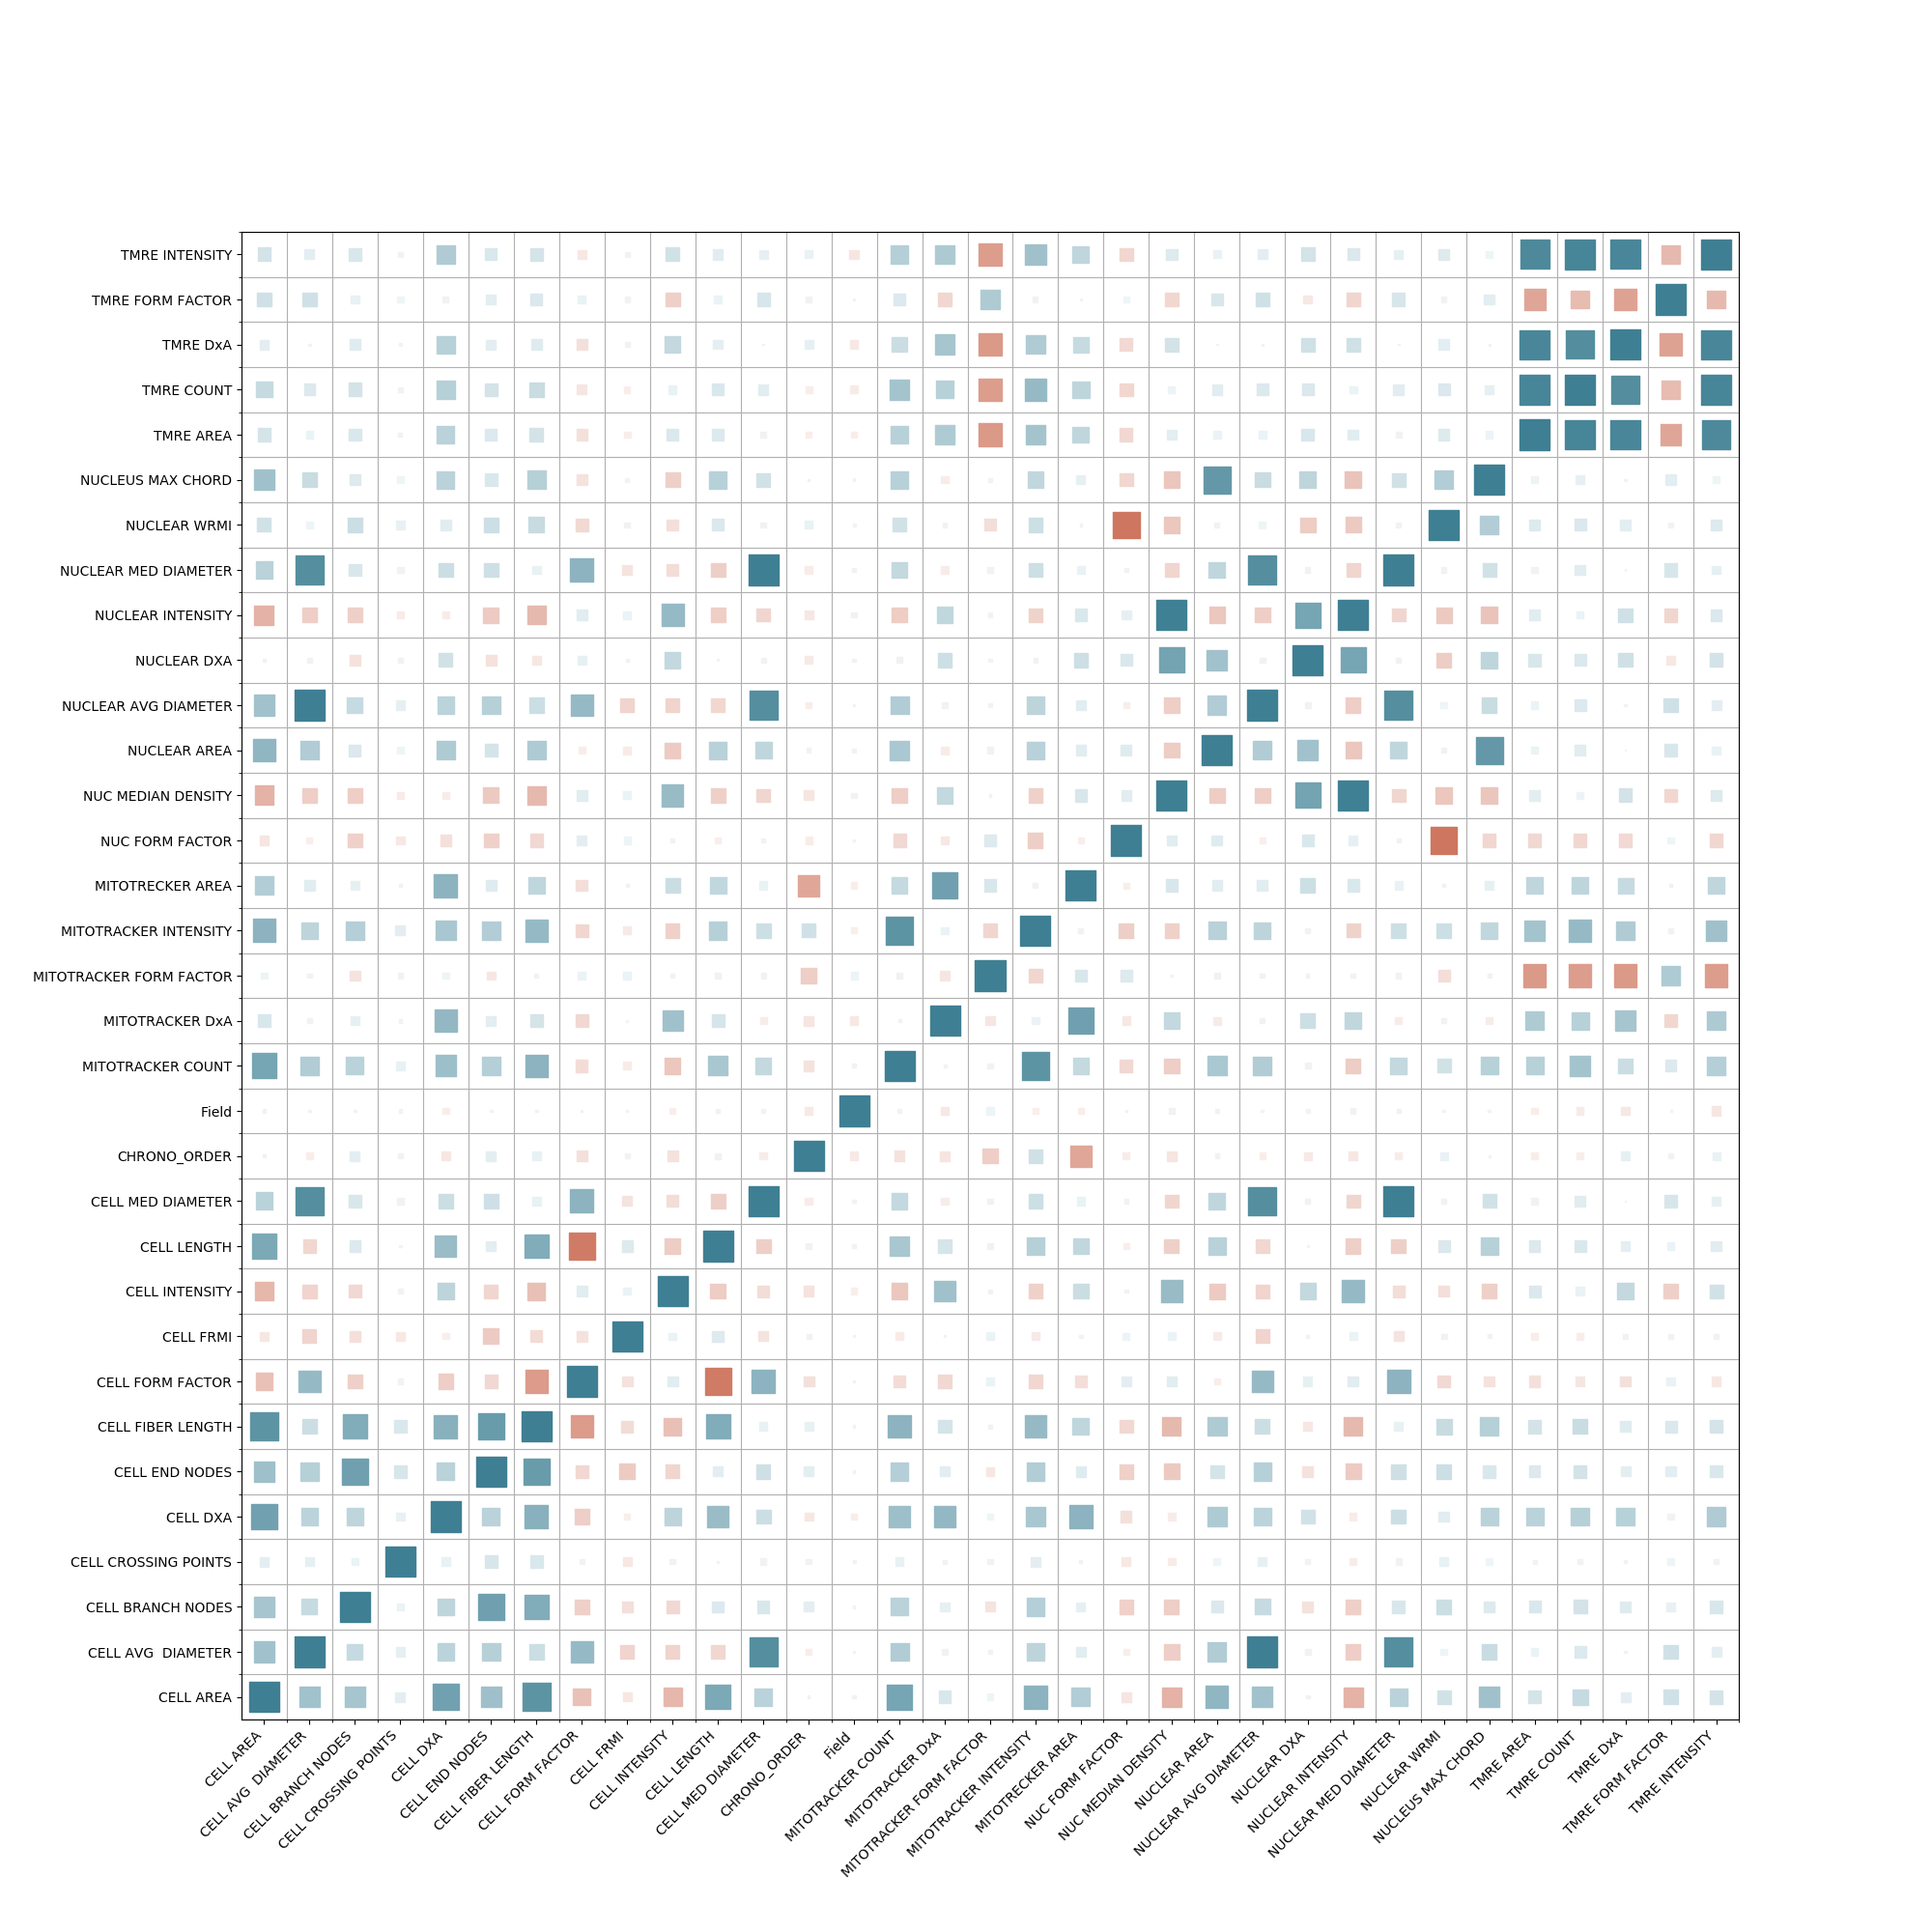 TMRE INTENSITY
TMRE FORM FACTOR
TMRE DxA
TMRE COUNT
TMRE AREA
NUCLEUS MAX CHORD
NUCLEAR WRMI
NUCLEAR MED DIAMETER
NUCLEAR INTENSITY
NUCLEAR DXA
NUCLEAR AVG DIAMETER
NUCLEAR AREA
NUC MEDIAN DENSITY
NUC FORM FACTOR
MITOTRECKER AREA
MITOTRACKER INTENSITY
MITOTRACKER FORM FACTOR
MITOTRACKER DxA
MITOTRACKER COUNT
Field
CHRONO_ORDER
CELL MED DIAMETER
CELL LENGTH
CELL INTENSITY
CELL FRMI
CELL FORM FACTOR
CELL FIBER LENGTH
CELL END NODES
CELL DXA
CELL CROSSING POINTS
CELL BRANCH NODES
CELL AVG  DIAMETER
CELL AREA
CELL AREA
CELL AVG  DIAMETER
CELL BRANCH NODES
CELL CROSSING POINTS
CELL DXA
CELL END NODES
CELL FIBER LENGTH
CELL FORM FACTOR
CELL FRMI
CELL INTENSITY
CELL LENGTH
CELL MED DIAMETER
CHRONO_ORDER
Field
MITOTRACKER COUNT
MITOTRACKER DxA
MITOTRACKER FORM FACTOR
MITOTRACKER INTENSITY
MITOTRECKER AREA
NUC FORM FACTOR
NUC MEDIAN DENSITY
NUCLEAR AREA
NUCLEAR AVG DIAMETER
NUCLEAR DXA
NUCLEAR INTENSITY
NUCLEAR MED DIAMETER
NUCLEAR WRMI
NUCLEUS MAX CHORD
TMRE AREA
TMRE COUNT
TMRE DxA
TMRE FORM FACTOR
TMRE INTENSITY